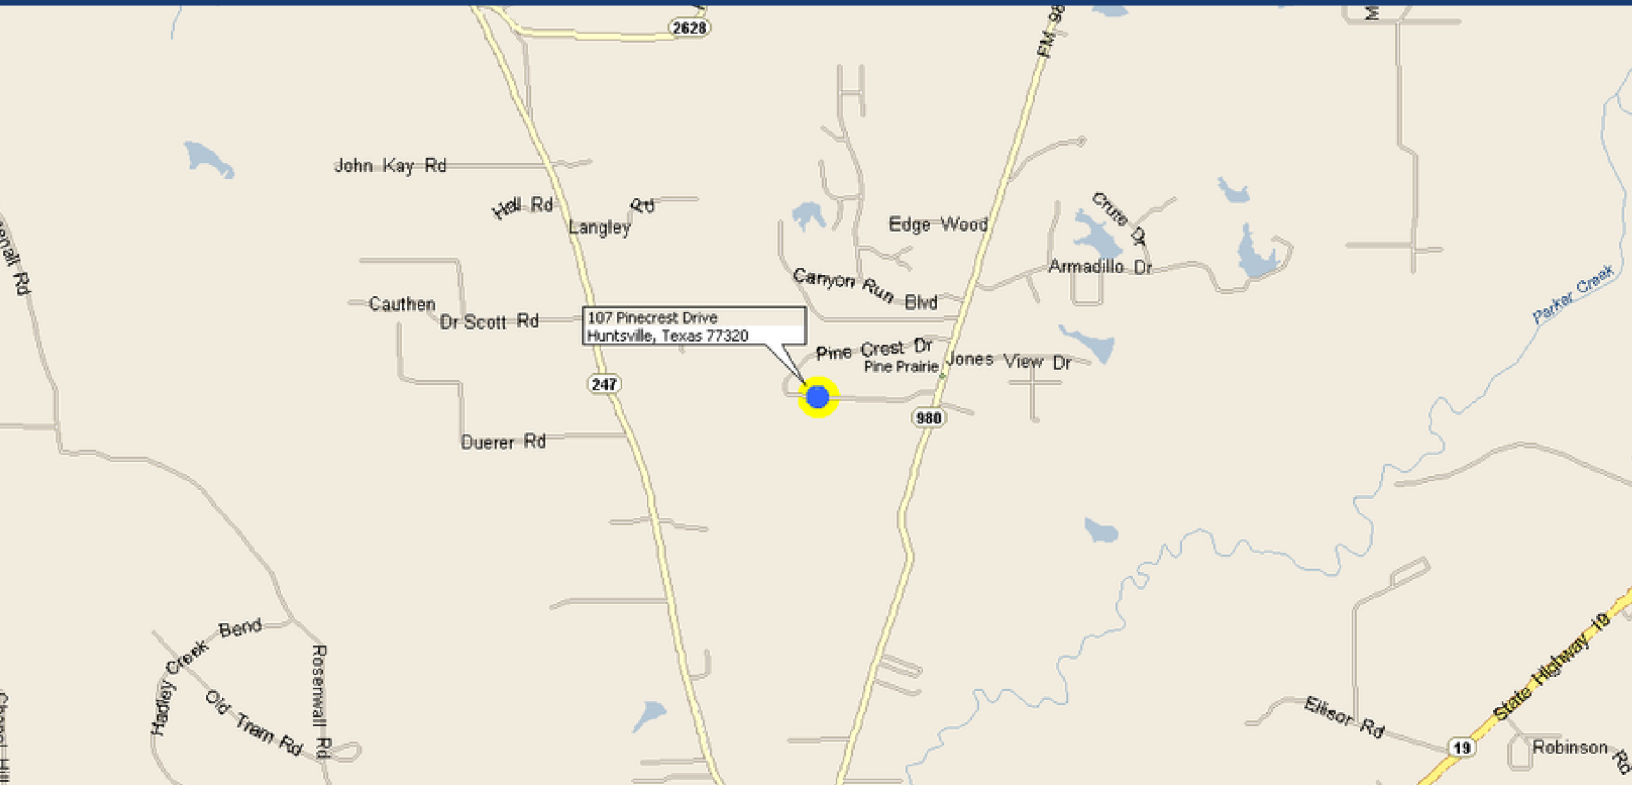 2628
FM 98
M
John Kay Rd
Hall Rd
Langley Rd
Edge Wood
Crute Dr
Armadillo Dr
Canyon Run Blvd
Parker Creek
Cauthen
Dr Scott Rd
107 Pinecrest Drive
Huntsville, Texas 77320
Pine Crest Dr
Pine Prairie
Jones View Dr
247
980
Duerer Rd
Hadley Creek Bend
Old Tram Rd
Rosenwall Rd
State Highway 19
Ellisor Rd
19
Robinson Rd